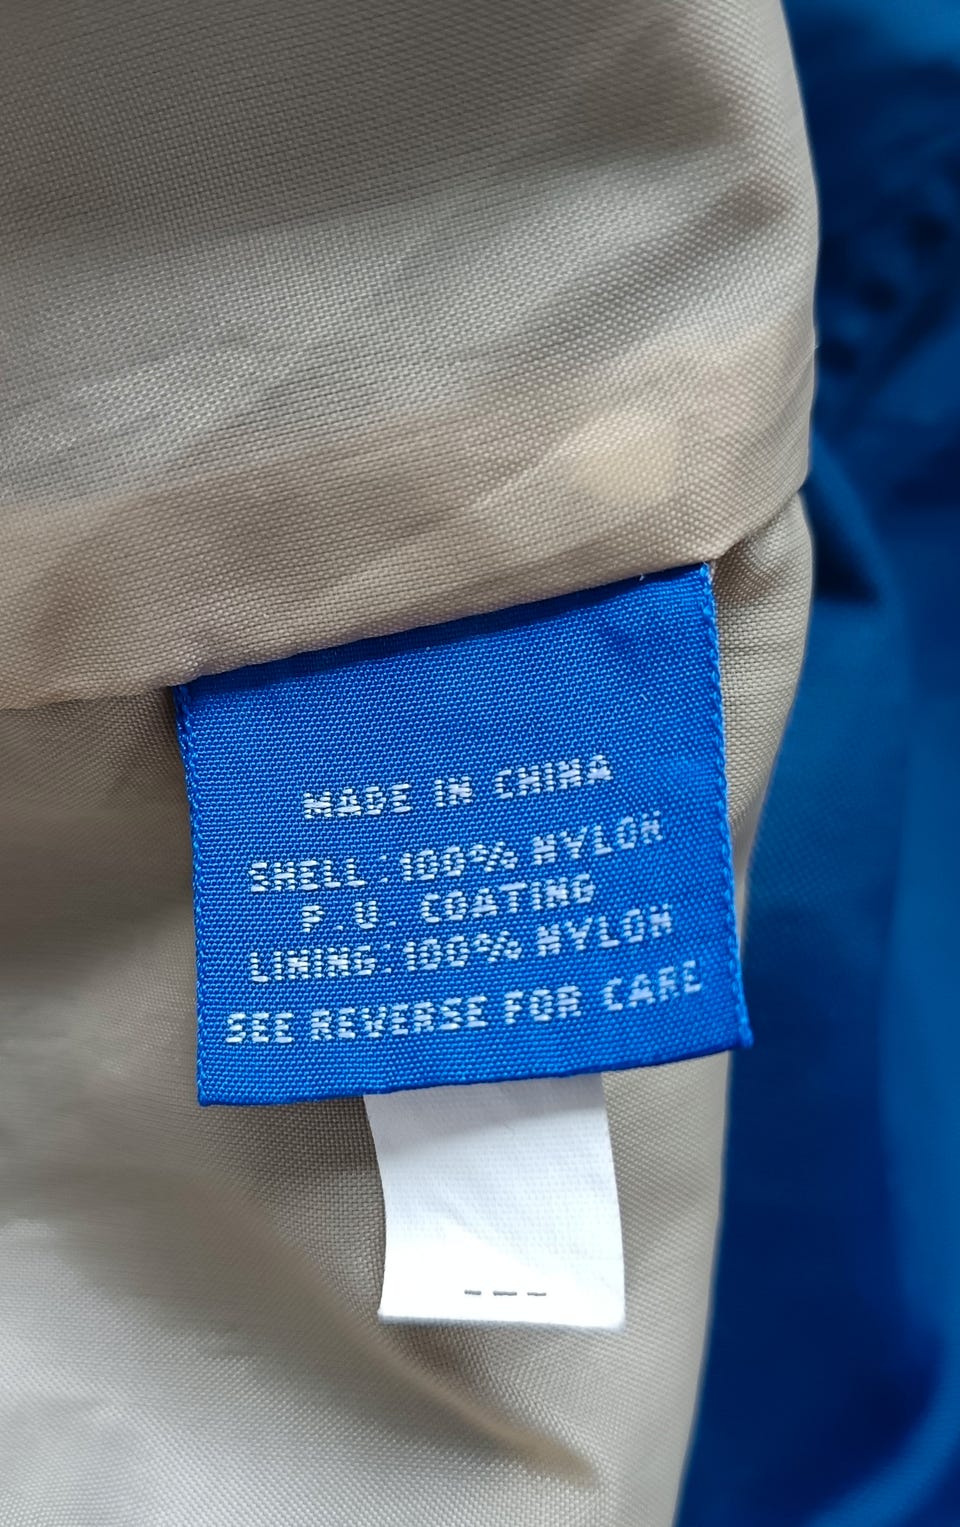 MADE IN CHINA
SHELL:100% NYLON
P.U. COATING
LINING:100% NYLON
SEE REVERSE FOR CARE
---